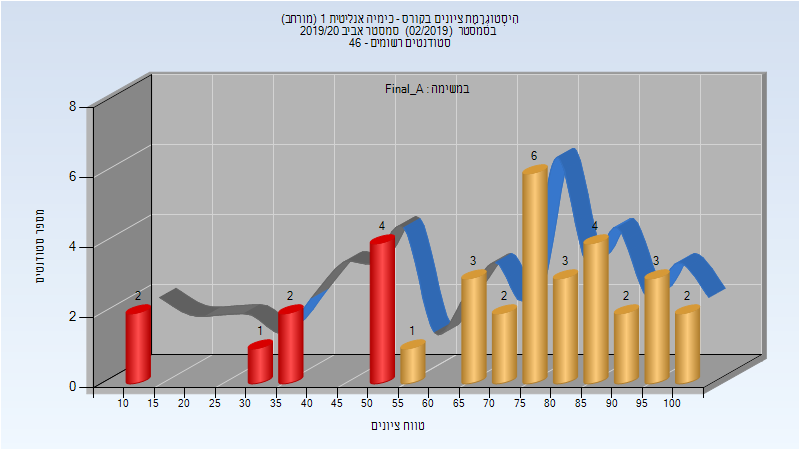 היסטוגרמת ציונים בקורס - כימיה אנליטית 1 (מורחב)
בסמסטר (02/2019) סמסטר אביב 2019/20
סטודנטים רשומים - 46
במשימה : Final_A
מספר סטודנטים
8
6
4
2
0
2
1
2
4
1
3
2
6
3
4
2
3
2
10 15 20 25 30 35 40 45 50 55 60 65 70 75 80 85 90 95 100
טווח ציונים